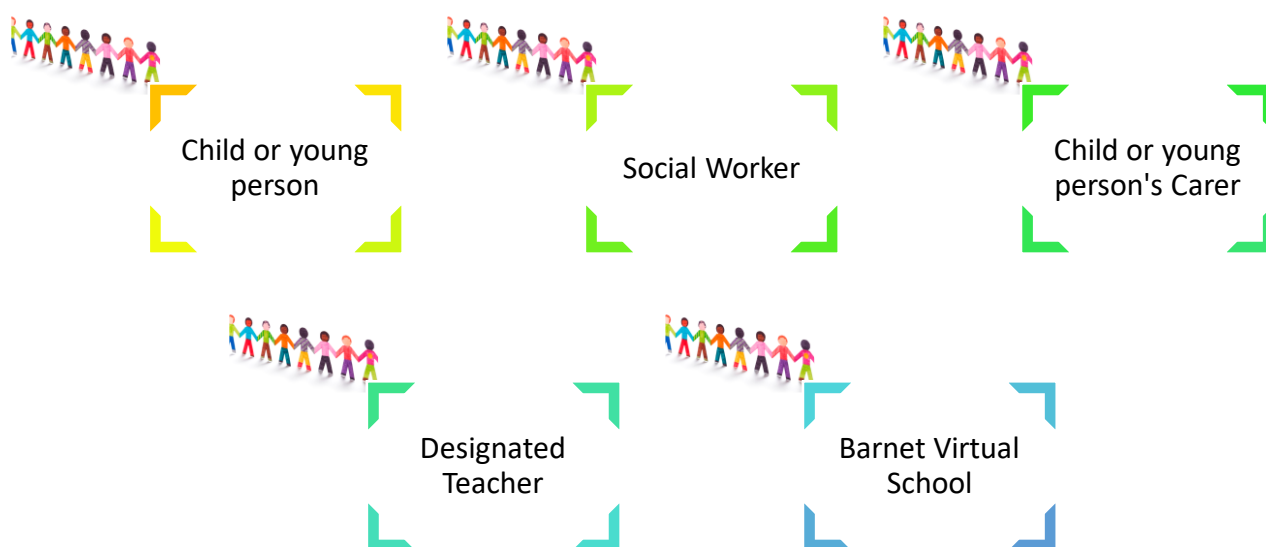 Child or young
person
Social Worker
Child or young
person's Carer
Designated
Teacher
Barnet Virtual
School